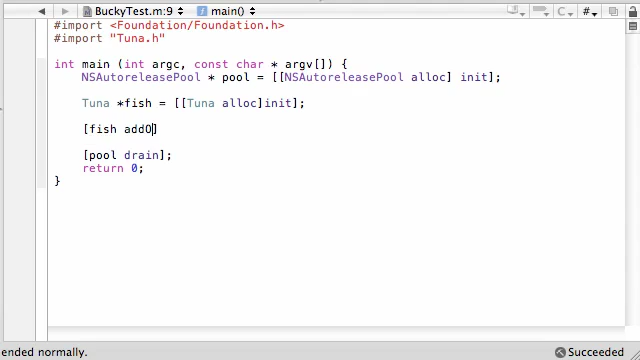 BuckyTest.m:9 main() C #
#import <Foundation/Foundation.h>
#import "Tuna.h"
int main (int argc, const char * argv[]) {
NSAutoreleasePool * pool = [[NSAutoreleasePool alloc] init];
Tuna *fish = [[Tuna alloc]init];
[fish addO]
[pool drain];
return 0;
}
ended normally. Succeeded